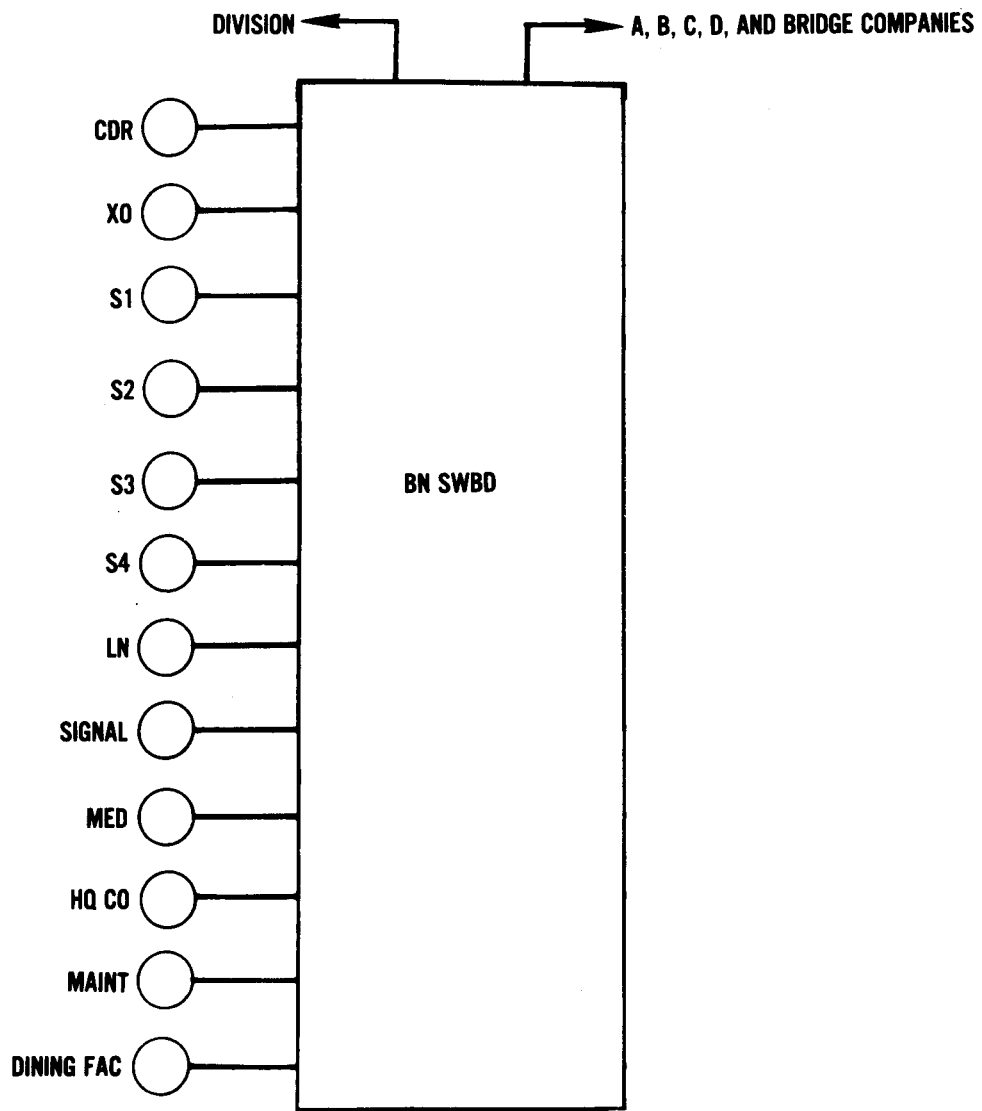 DIVISION
A, B, C, D, AND BRIDGE COMPANIES
CDR
XO
S1
S2
S3
BN SWBD
S4
LN
SIGNAL
MED
HQ CO
MAINT
DINING FAC